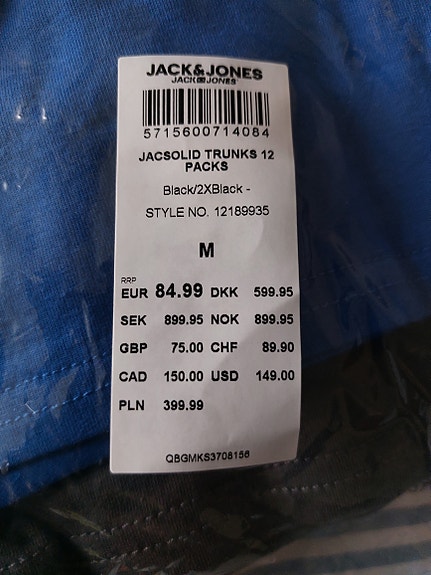 JACK&JONES
JACK&JONES
5715600714084
JACSOLID TRUNKS 12
PACKS
Black/2XBlack -
STYLE NO. 12189935
M
RRP
EUR 84.99 DKK 599.95
SEK 899.95 NOK 899.95
GBP 75.00 CHF 89.90
CAD 150.00 USD 149.00
PLN 399.99
QBGMKS3708156